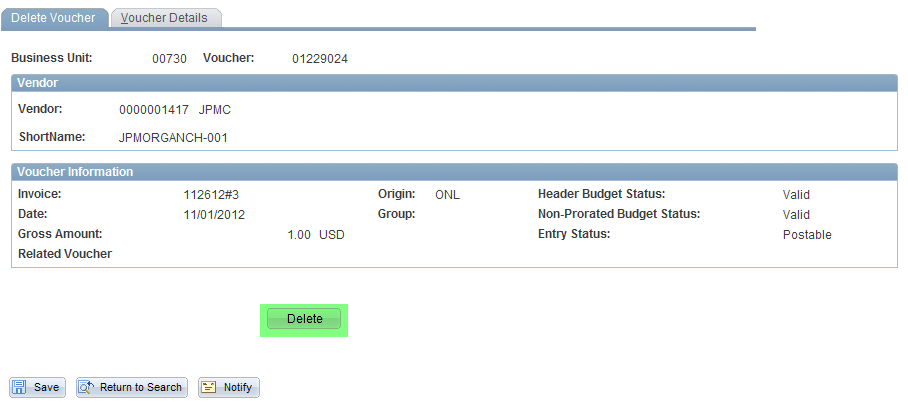 Delete Voucher Voucher Details
Business Unit: 00730 Voucher: 01229024
Vendor
Vendor: 0000001417 JPMC
ShortName: JPMORGANCH-001
Voucher Information
Invoice: 112612#3 Origin: ONL Header Budget Status: Valid
Date: 11/01/2012 Group: Non-Prorated Budget Status: Valid
Gross Amount: 1.00 USD Entry Status: Postable
Related Voucher
Delete
Save Return to Search Notify